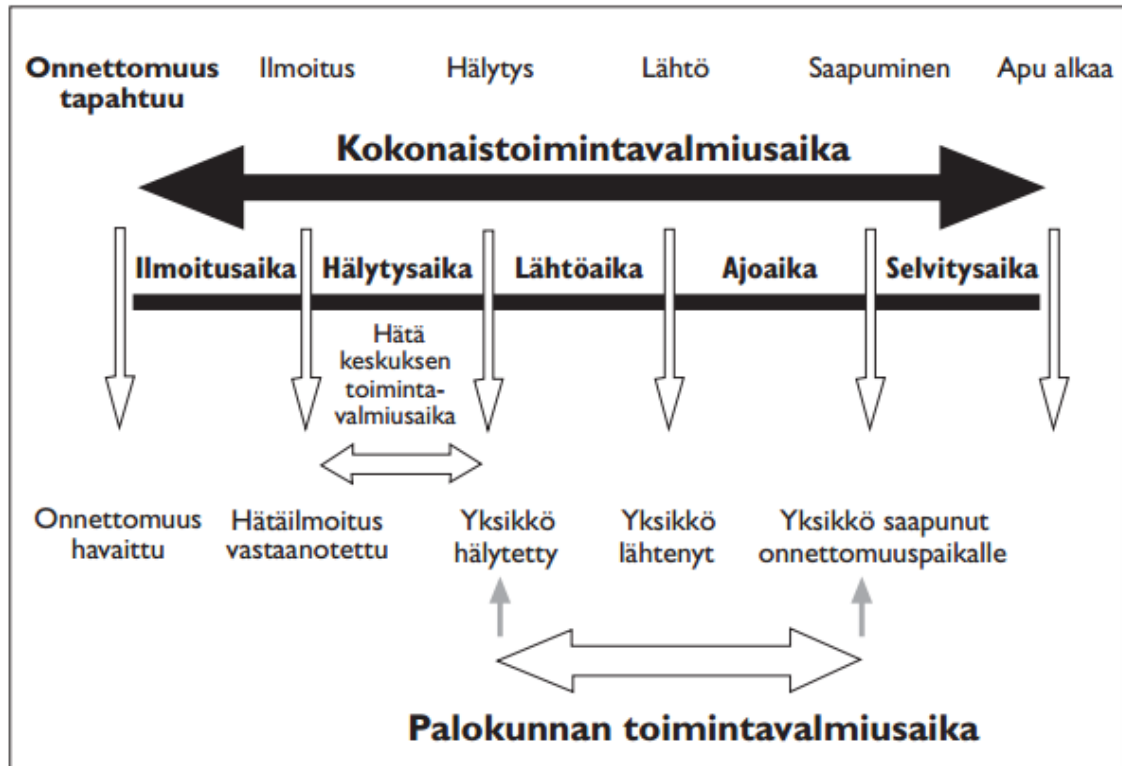 Onnettomuus Ilmoitus Hälytys Lähtö Saapuminen Apu alkaa
tapahtuu
Kokonaistoimintavalmiusaika
Ilmoitusaika Hälytysaika Lähtöaika Ajoaika Selvitysaika
Hätä
keskuksen
toiminta-
valmiusaika
Onnettomuus Hätäilmoitus Yksikkö Yksikkö Yksikkö saapunut
havaittu vastaanotettu hälytetty lähtenyt onnettomuuspaikalle
Palokunnan toimintavalmiusaika